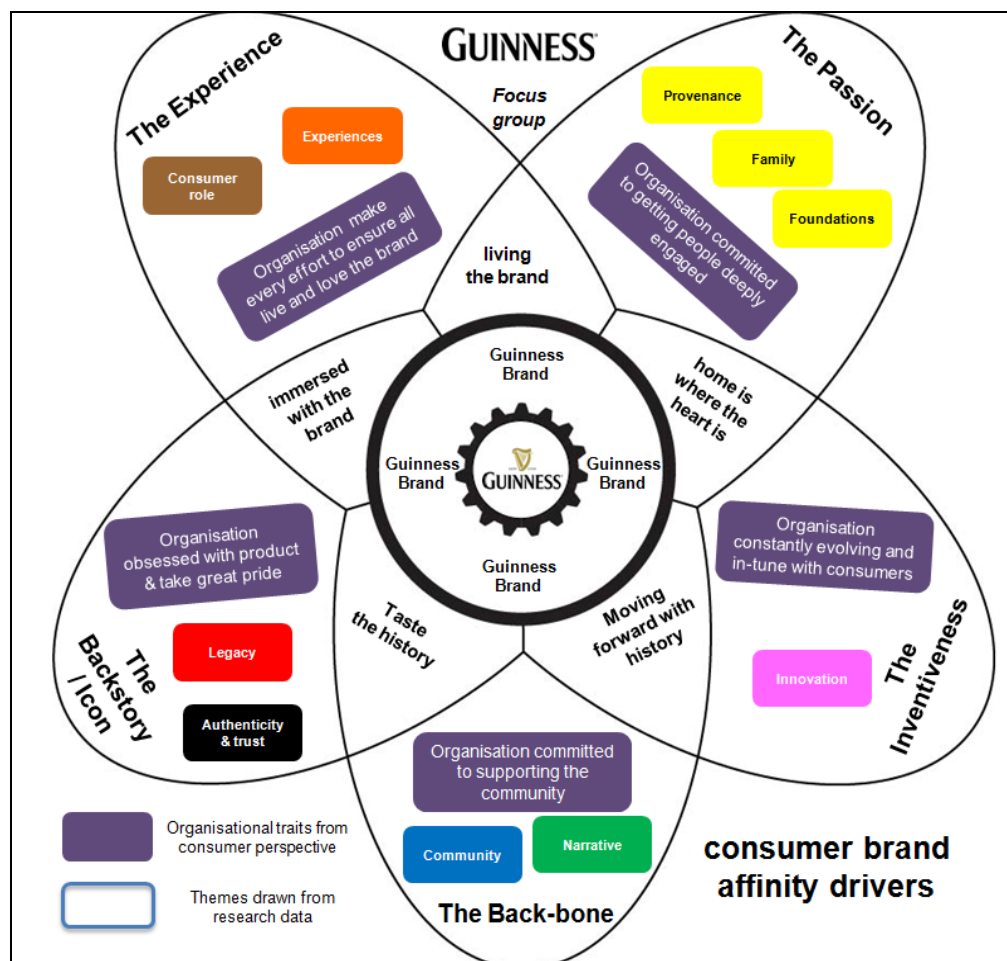 GUINNESS
Focus
group
The Experience
Experiences
Consumer
role
Organisation make
every effort to ensure all
live and love the brand
The Passion
Provenance
Family
Foundations
Organisation committed
to getting people deeply
engaged
living
the brand
immersed
with the
brand
home is
where the
heart is
Guinness
Brand
Guinness
Brand
GUINNESS
Guinness
Brand
Guinness
Brand
Organisation
obsessed with product
& take great pride
Legacy
Authenticity
& trust
The
Backstory
/ Icon
Taste
the history
Moving
forward with
history
Organisation
constantly evolving and
in-tune with consumers
Innovation
The
Inventiveness
Organisation committed
to supporting the
community
Community
Narrative
The Back-bone
Organisational traits from
consumer perspective
Themes drawn from
research data
consumer brand
affinity drivers